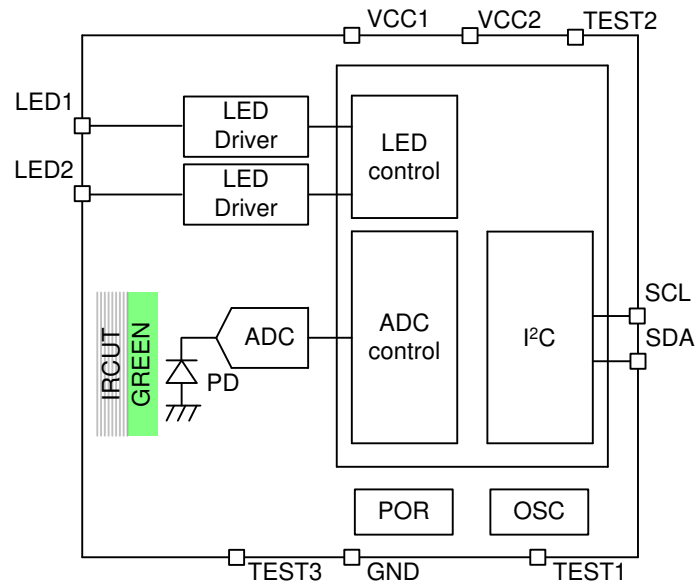 VCC1
VCC2
TEST2
LED1
LED
Driver
LED
control
LED2
LED
Driver
SCL
IRCUT
GREEN
ADC
ADC
control
I²C
SDA
PD
POR
OSC
TEST3
GND
TEST1